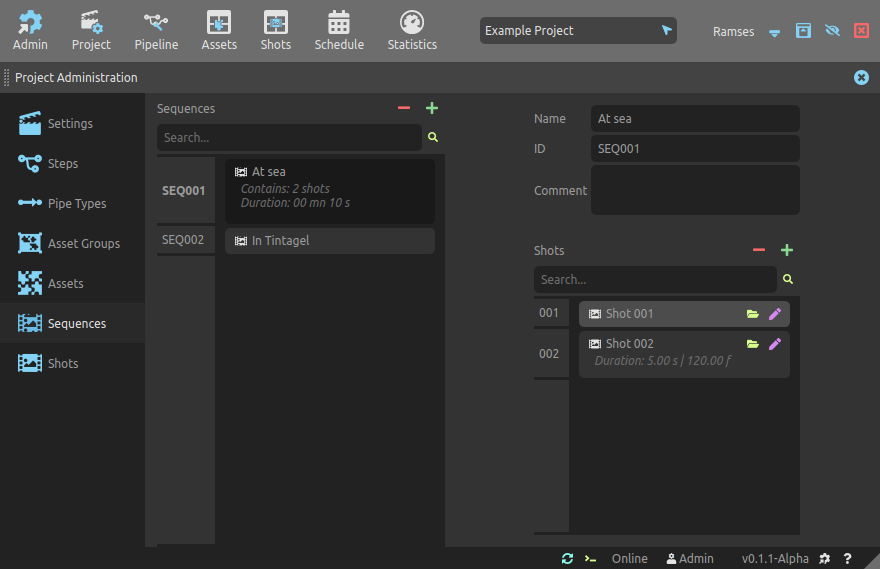 Admin Project Pipeline Assets Shots Schedule Statistics Example Project Ramses
Project Administration
Settings
Steps
Pipe Types
Asset Groups
Assets
Sequences
Shots
Sequences
Search...
SEQ001 At sea
Contains: 2 shots
Duration: 00 mn 10 s
SEQ002 In Tintagel
Name At sea
ID SEQ001
Comment
Shots
Search...
001 Shot 001
002 Shot 002
Duration: 5.00 s | 120.00 f
Online Admin v0.1.1-Alpha ?